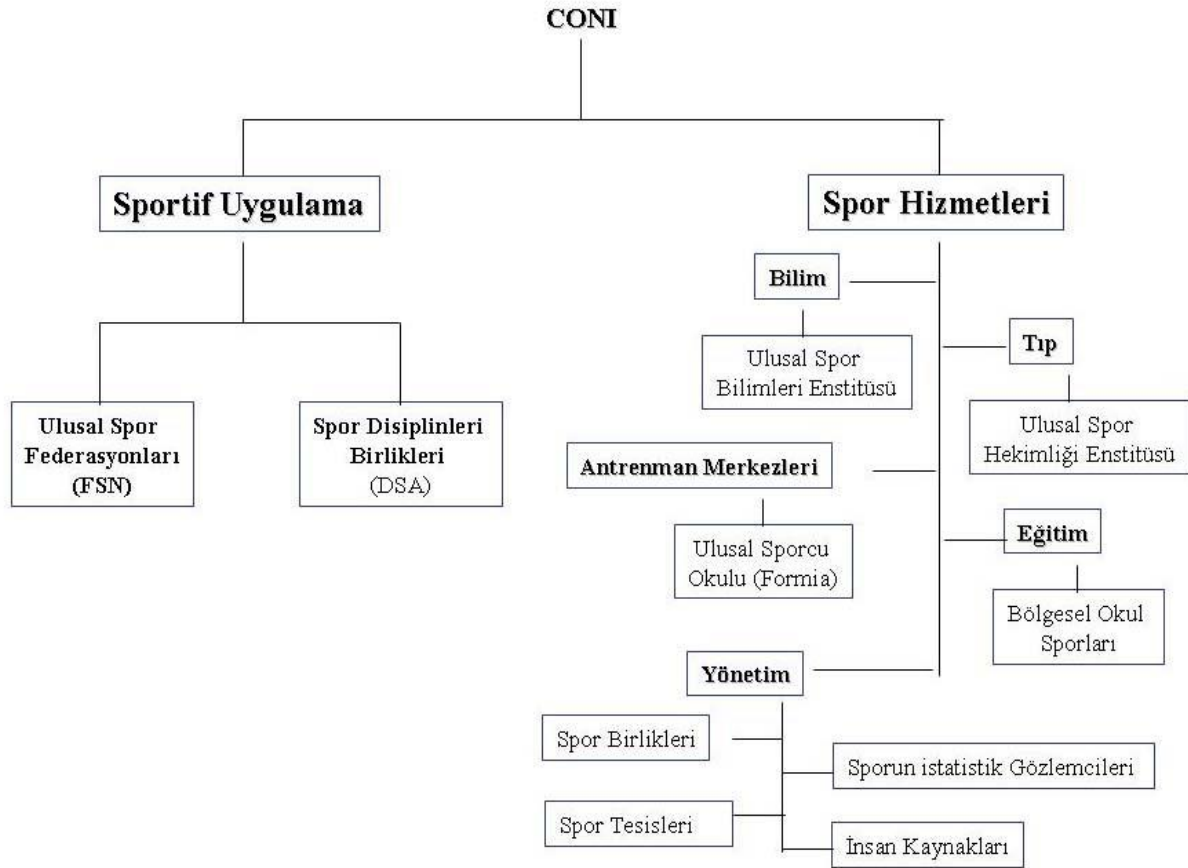 CONI
Sportif Uygulama
Spor Hizmetleri
Ulusal Spor
Federasyonları
(FSN)
Spor Disiplinleri
Birlikleri
(DSA)
Bilim
Ulusal Spor
Bilimleri Enstitüsü
Tıp
Ulusal Spor
Hekimliği Enstitüsü
Antrenman Merkezleri
Ulusal Sporcu
Okulu (Formia)
Eğitim
Bölgesel Okul
Sporları
Yönetim
Spor Birlikleri
Sporun istatistik Gözlemcileri
Spor Tesisleri
İnsan Kaynakları